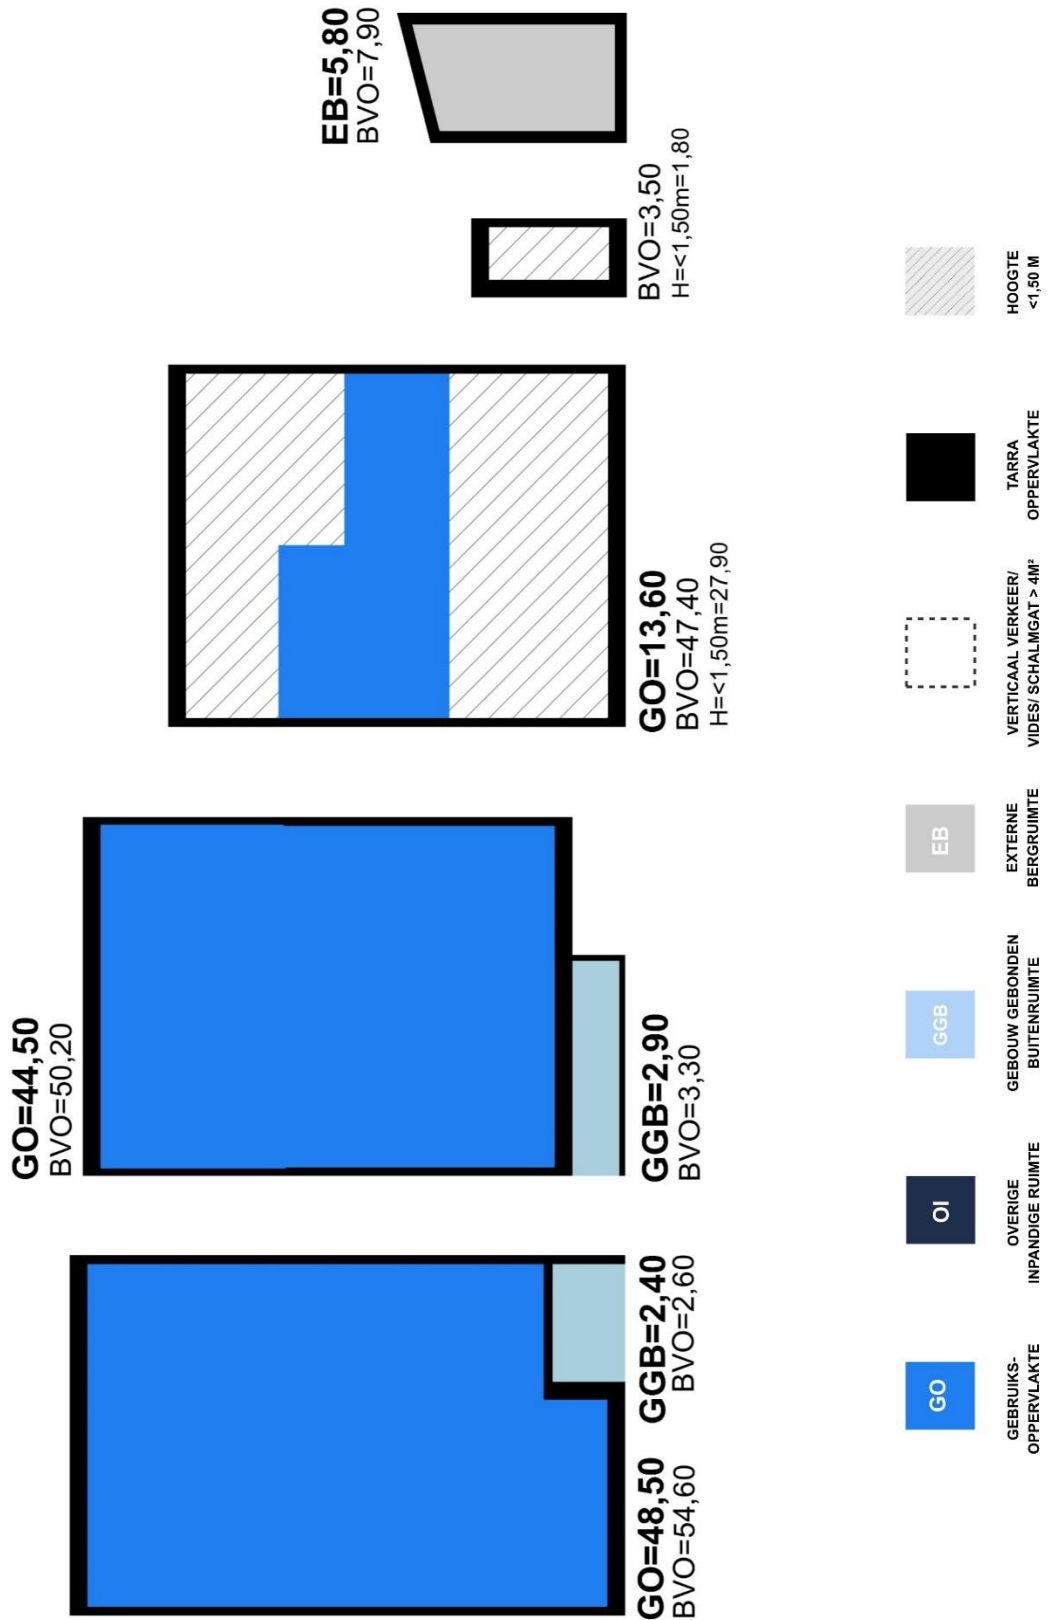 GO=48,50
BVO=54,60
GGB=2,40
BVO=2,60
GO=44,50
BVO=50,20
GGB=2,90
BVO=3,30
GO=13,60
BVO=47,40
H=<1,50m=27,90
BVO=3,50
H=<1,50m=1,80
EB=5,80
BVO=7,90
GO
GEBRUIKS-
OPPERVLAKTE
OI
OVERIGE
INPANDIGE RUIMTE
GGB
GEBOUW GEBONDEN
BUITENRUIMTE
EB
EXTERNE
BERGRUIMTE
VERTICAAL VERKEER/
VIDES/ SCHALMGAT > 4M²
TARRA
OPPERVLAKTE
HOOGTE
<1,50 M